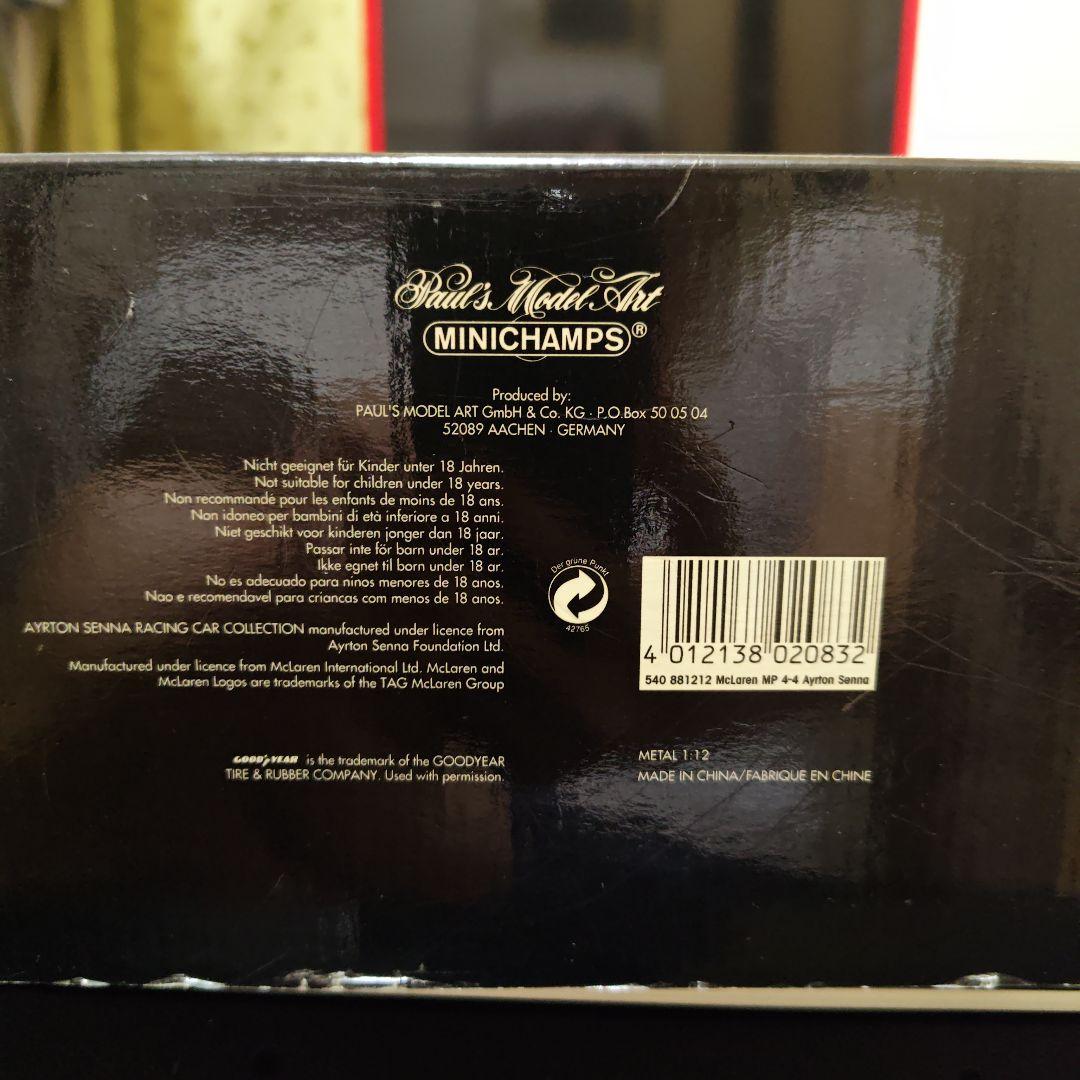 Paul's Model Art
MINICHAMPS®
Produced by:
PAUL'S MODEL ART GmbH & Co. KG · P.O.Box 50 05 04
52089 AACHEN · GERMANY
Nicht geeignet für Kinder unter 18 Jahren.
Not suitable for children under 18 years.
Non recommandé pour les enfants de moins de 18 ans.
Non idoneo per bambini di età inferiore a 18 anni.
Niet geschikt voor kinderen jonger dan 18 jaar.
Passar inte för barn under 18 ar.
Ikke egnet til born under 18 ar.
No es adecuado para ninos menores de 18 anos.
Nao e recomendavel para criancas com menos de 18 anos.
AYRTON SENNA RACING CAR COLLECTION manufactured under licence from
Ayrton Senna Foundation Ltd.
Manufactured under licence from McLaren International Ltd. McLaren and
McLaren Logos are trademarks of the TAG McLaren Group
GOODYEAR is the trademark of the GOODYEAR
TIRE & RUBBER COMPANY. Used with permission.
Der grüne Punkt
42765
4 012138 020832
540 881212 McLaren MP 4-4 Ayrton Senna
METAL 1:12
MADE IN CHINA/FABRIQUE EN CHINE